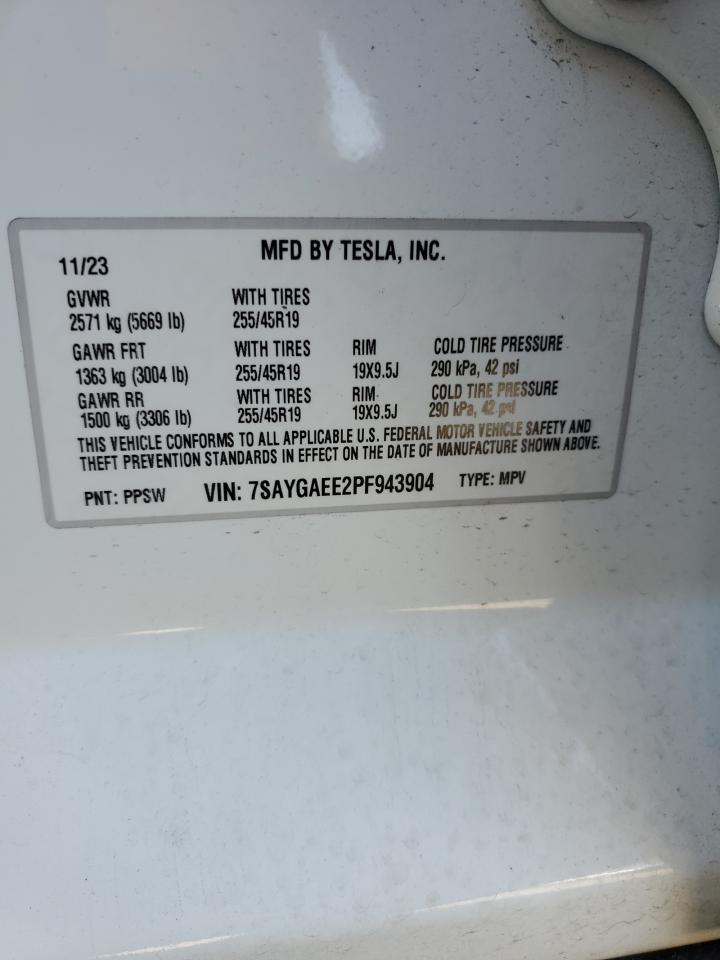 MFD BY TESLA, INC.
11/23
GVWR WITH TIRES
2571 kg (5669 lb) 255/45R19
GAWR FRT WITH TIRES RIM COLD TIRE PRESSURE
1363 kg (3004 lb) 255/45R19 19X9.5J 290 kPa, 42 psi
GAWR RR WITH TIRES RIM COLD TIRE PRESSURE
1500 kg (3306 lb) 255/45R19 19X9.5J 290 kPa, 42 psi
THIS VEHICLE CONFORMS TO ALL APPLICABLE U.S. FEDERAL MOTOR VEHICLE SAFETY AND
THEFT PREVENTION STANDARDS IN EFFECT ON THE DATE OF MANUFACTURE SHOWN ABOVE.
PNT: PPSW VIN: 7SAYGAEE2PF943904 TYPE: MPV